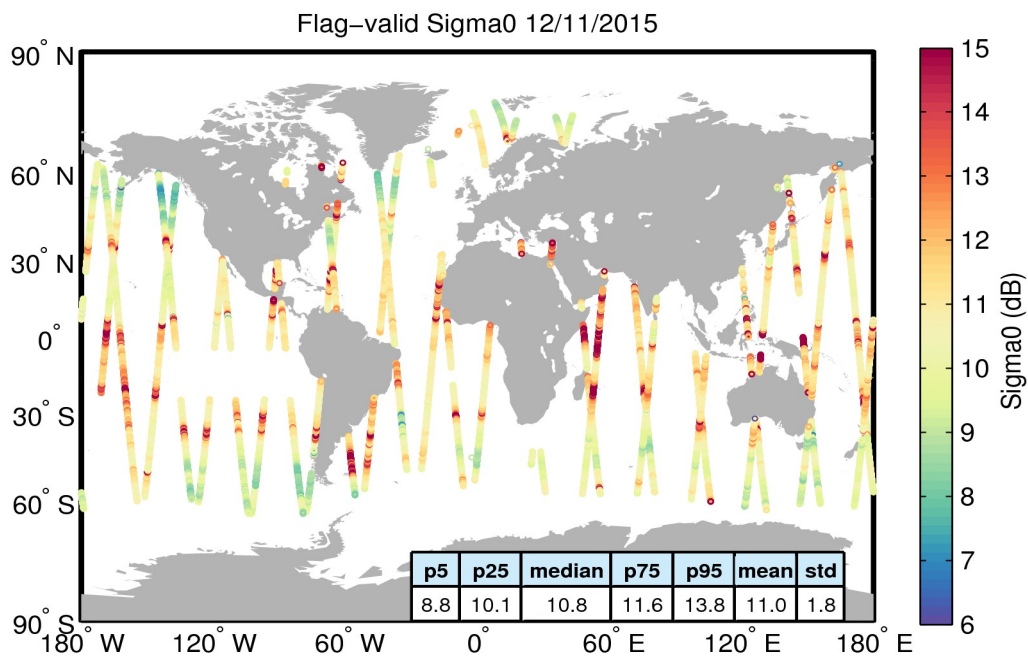 Flag−valid Sigma0 12/11/2015
90° N
60° N
30° N
0°
30° S
60° S
90° S
180° W
120° W
60° W
0°
60° E
120° E
180° E
p5 p25 median p75 p95 mean std
8.8 10.1 10.8 11.6 13.8 11.0 1.8
15
14
13
12
11
10
9
8
7
6
Sigma0 (dB)